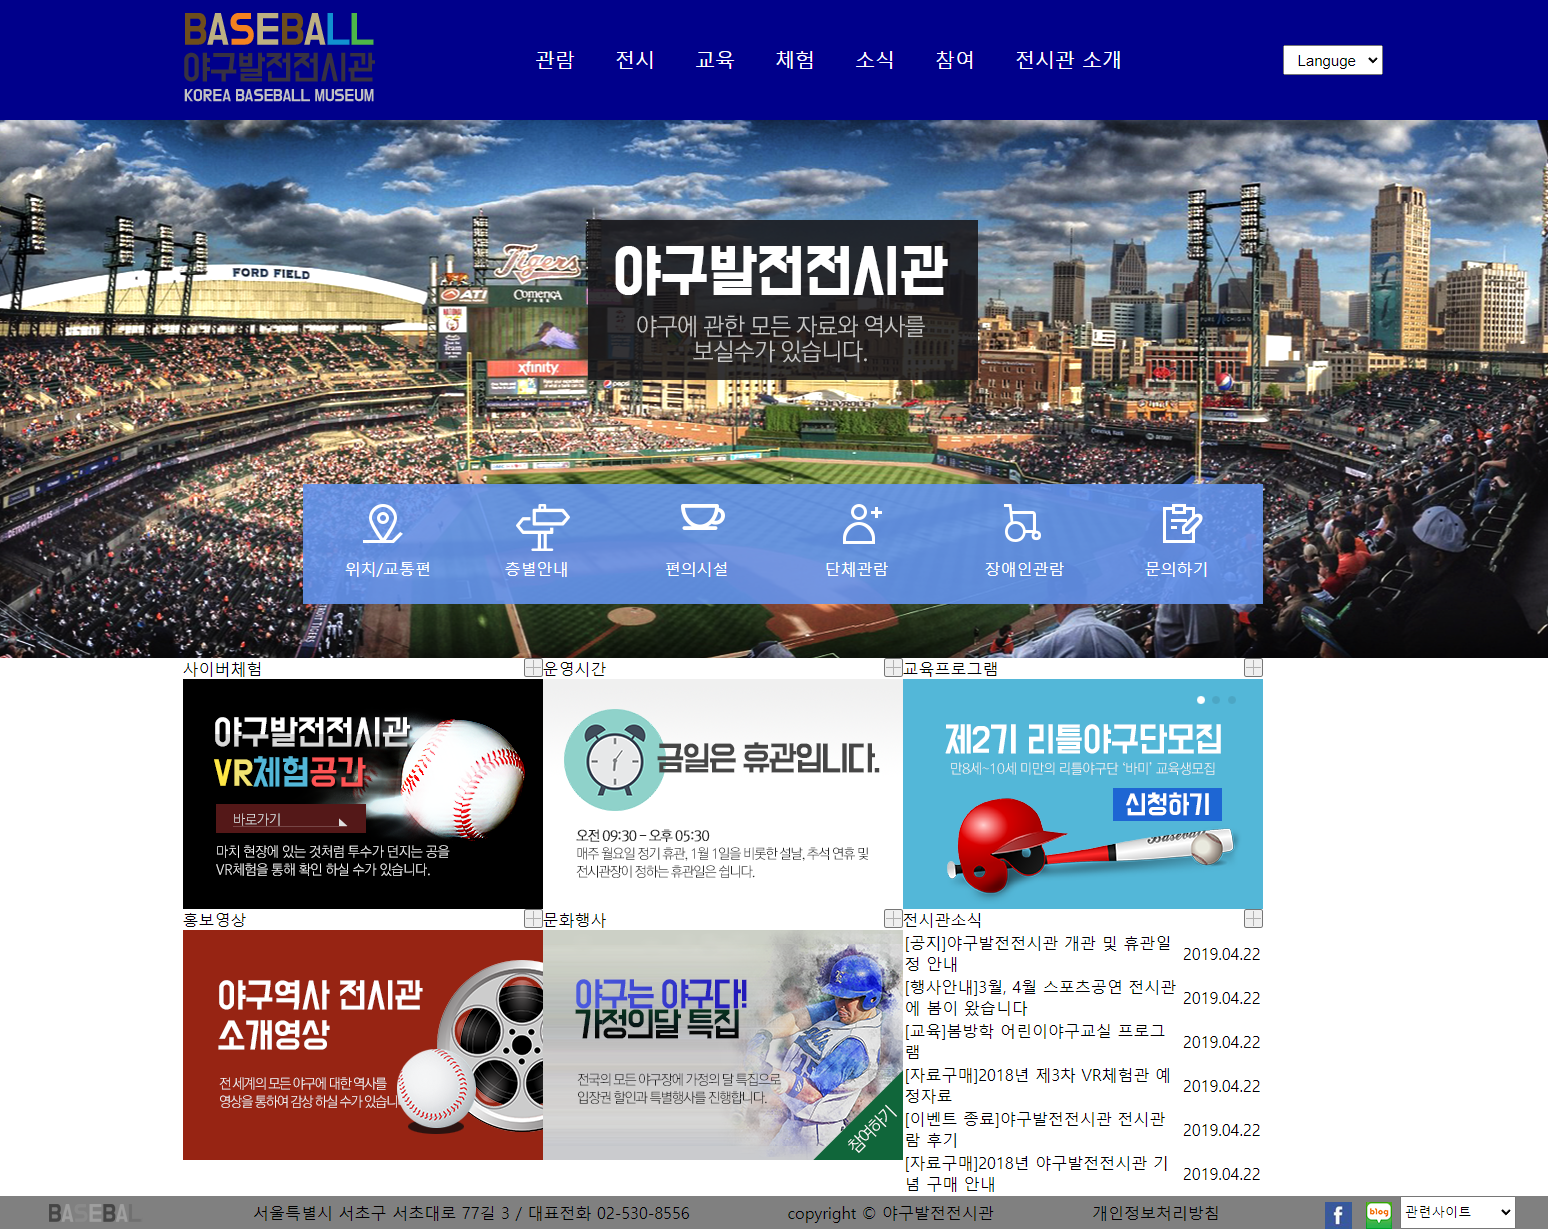 BASEBALL
야구발전전시관
KOREA BASEBALL MUSEUM
관람 전시 교육 체험 소식 참여 전시관 소개
Languge
FORD FIELD
Tigers
ATI
COMERICA
PARK
xfinity
pepsi
야구발전전시관
야구에 관한 모든 자료와 역사를
보실수가 있습니다.
위치/교통편 층별안내 편의시설 단체관람 장애인관람 문의하기
사이버체험
야구발전전시관
VR체험공간
바로가기
마치 현장에 있는 것처럼 투수가 던지는 공을
VR체험을 통해 확인 하실 수가 있습니다.
운영시간
금일은 휴관입니다.
오전 09:30 - 오후 05:30
매주 월요일 정기 휴관, 1월 1일을 비롯한 설날, 추석 연휴 및
전시관장이 정하는 휴관일은 쉽니다.
교육프로그램
제2기 리틀야구단모집
만8세~10세 미만의 리틀야구단 '바미' 교육생모집
신청하기
Baseball
홍보영상
야구역사 전시관
소개영상
전 세계의 모든 야구에 대한 역사를
영상을 통하여 감상 하실 수가 있습니
문화행사
야구는 야구다!
가정의달 특집
전국의 모든 야구장에 가정의 달 특집으로
입장권 할인과 특별행사를 진행합니다.
참여하기
전시관소식
[공지]야구발전전시관 개관 및 휴관일
정 안내
2019.04.22
[행사안내]3월, 4월 스포츠공연 전시관
에 봄이 왔습니다
2019.04.22
[교육]봄방학 어린이야구교실 프로그
램
2019.04.22
[자료구매]2018년 제3차 VR체험관 예
정자료
2019.04.22
[이벤트 종료]야구발전전시관 전시관
람 후기
2019.04.22
[자료구매]2018년 야구발전전시관 기
념 구매 안내
2019.04.22
BASEBAL
서울특별시 서초구 서초대로 77길 3 / 대표전화 02-530-8556
copyright © 야구발전전시관
개인정보처리방침
f
blog
관련사이트